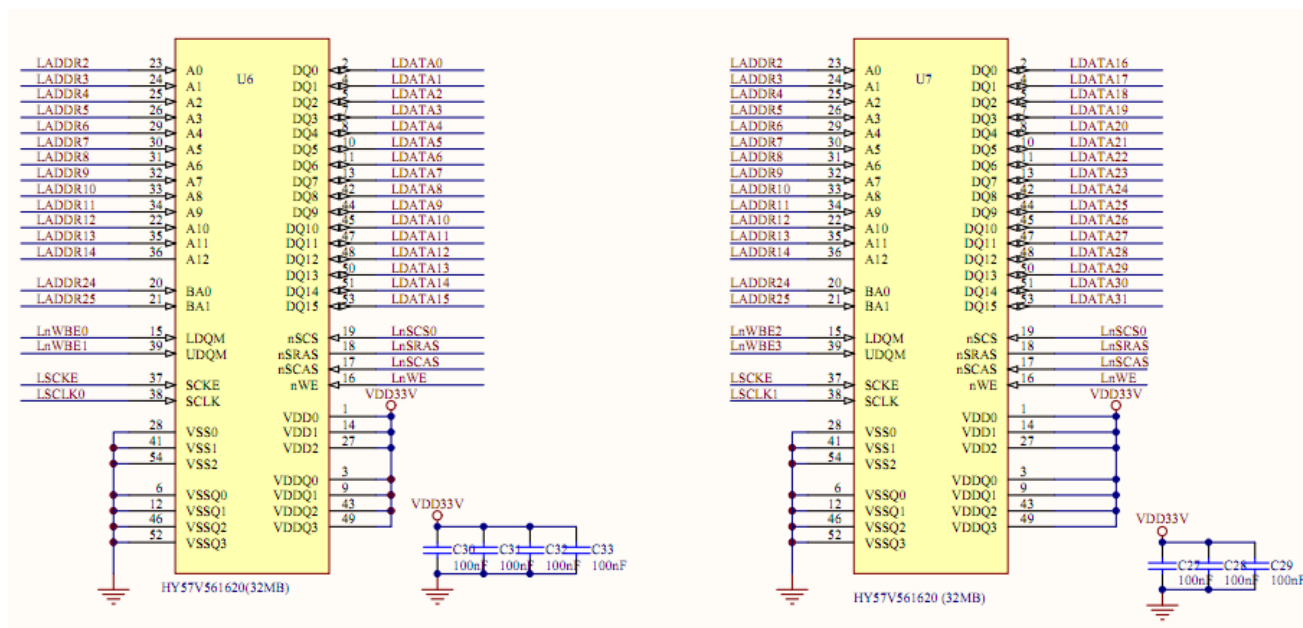 LADDR2 23 A0 U6 DQ0 2 LDATA0
LADDR3 24 A1 DQ1 4 LDATA1
LADDR4 25 A2 DQ2 5 LDATA2
LADDR5 26 A3 DQ3 7 LDATA3
LADDR6 29 A4 DQ4 8 LDATA4
LADDR7 30 A5 DQ5 10 LDATA5
LADDR8 31 A6 DQ6 11 LDATA6
LADDR9 32 A7 DQ7 13 LDATA7
LADDR10 33 A8 DQ8 42 LDATA8
LADDR11 34 A9 DQ9 44 LDATA9
LADDR12 22 A10 DQ10 45 LDATA10
LADDR13 35 A11 DQ11 47 LDATA11
LADDR14 36 A12 DQ12 48 LDATA12
DQ13 50 LDATA13
LADDR24 20 BA0 DQ14 51 LDATA14
LADDR25 21 BA1 DQ15 53 LDATA15
LnWBE0 15 LDQM nSCS 19 LnSCS0
LnWBE1 39 UDQM nSRAS 18 LnSRAS
nSCAS 17 LnSCAS
LSCKE 37 SCKE nWE 16 LnWE
LSCLK0 38 SCLK VDD33V
VDD0 1
28 VSS0 VDD1 14
41 VSS1 VDD2 27
54 VSS2
VDDQ0 3
6 VSSQ0 VDDQ1 9
12 VSSQ1 VDDQ2 43
46 VSSQ2 VDDQ3 49
52 VSSQ3
VDD33V
C30 C31 C32 C33
100nF 100nF 100nF 100nF
HY57V561620(32MB)
LADDR2 23 A0 U7 DQ0 2 LDATA16
LADDR3 24 A1 DQ1 4 LDATA17
LADDR4 25 A2 DQ2 5 LDATA18
LADDR5 26 A3 DQ3 7 LDATA19
LADDR6 29 A4 DQ4 8 LDATA20
LADDR7 30 A5 DQ5 10 LDATA21
LADDR8 31 A6 DQ6 11 LDATA22
LADDR9 32 A7 DQ7 13 LDATA23
LADDR10 33 A8 DQ8 42 LDATA24
LADDR11 34 A9 DQ9 44 LDATA25
LADDR12 22 A10 DQ10 45 LDATA26
LADDR13 35 A11 DQ11 47 LDATA27
LADDR14 36 A12 DQ12 48 LDATA28
DQ13 50 LDATA29
LADDR24 20 BA0 DQ14 51 LDATA30
LADDR25 21 BA1 DQ15 53 LDATA31
LnWBE2 15 LDQM nSCS 19 LnSCS0
LnWBE3 39 UDQM nSRAS 18 LnSRAS
nSCAS 17 LnSCAS
LSCKE 37 SCKE nWE 16 LnWE
LSCLK1 38 SCLK VDD33V
VDD0 1
28 VSS0 VDD1 14
41 VSS1 VDD2 27
54 VSS2
VDDQ0 3
6 VSSQ0 VDDQ1 9
12 VSSQ1 VDDQ2 43
46 VSSQ2 VDDQ3 49
52 VSSQ3
VDD33V
C27 C28 C29
100nF 100nF 100nF
HY57V561620 (32MB)